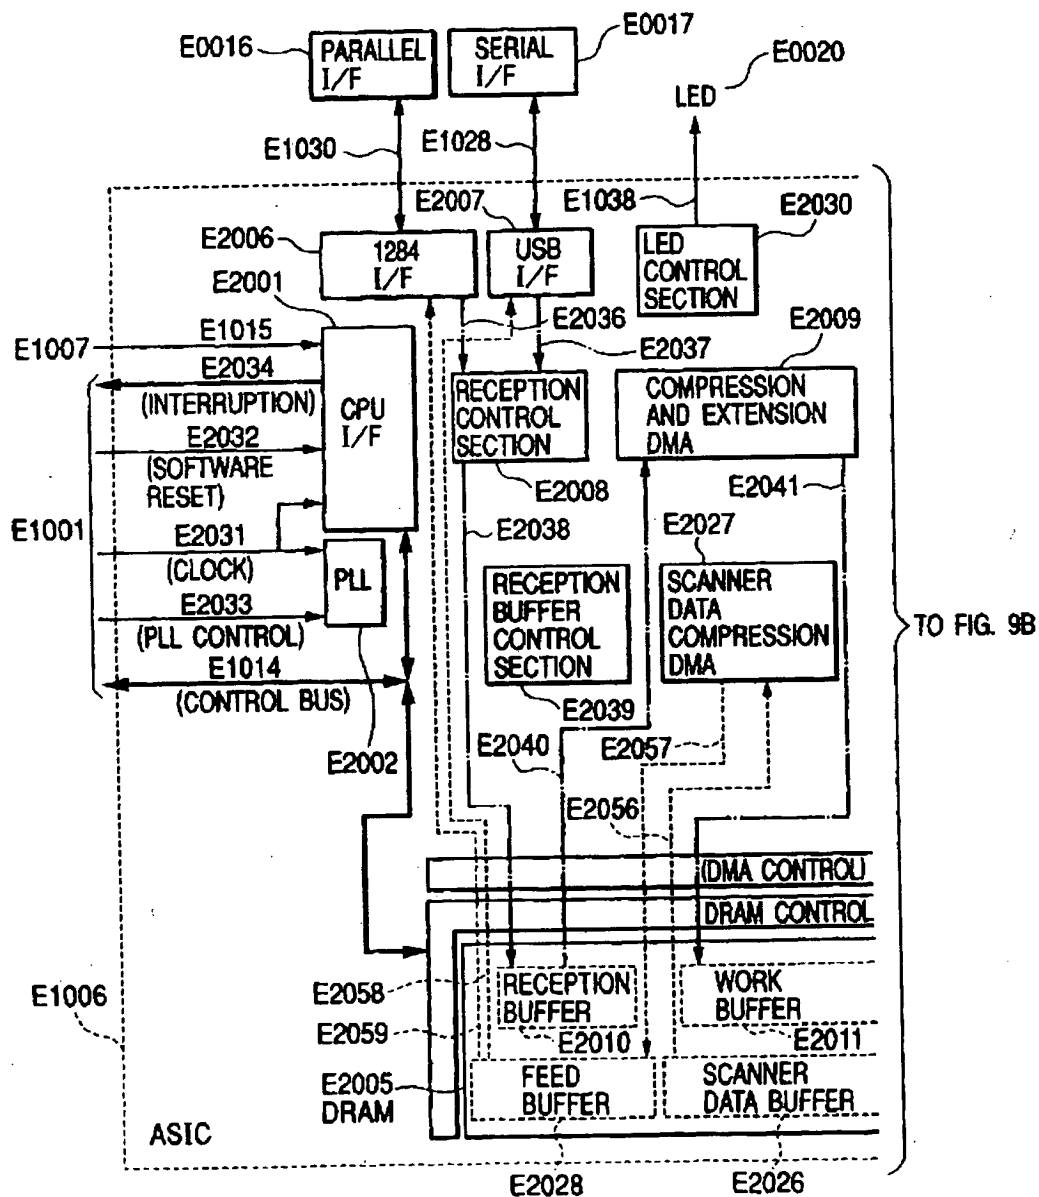 E0016
PARALLEL
I/F
SERIAL
I/F
E0017
E0020
LED
E1030
E1028
E1038
E2007
E2030
E2006
1284
I/F
USB
I/F
LED
CONTROL
SECTION
E2001
E2036
E2009
E1007
E1015
E2034
(INTERRUPTION)
CPU
I/F
E2037
RECEPTION
CONTROL
SECTION
COMPRESSION
AND EXTENSION
DMA
E2032
(SOFTWARE
RESET)
E2008
E2041
E1001
E2031
(CLOCK)
E2038
E2027
PLL
E2033
(PLL CONTROL)
RECEPTION
BUFFER
CONTROL
SECTION
SCANNER
DATA
COMPRESSION
DMA
TO FIG. 9B
E1014
(CONTROL BUS)
E2039
E2002
E2040
E2057
E2056
(DMA CONTROL)
DRAM CONTROL
E1006
E2058
RECEPTION
BUFFER
WORK
BUFFER
E2059
E2010
E2011
E2005
DRAM
FEED
BUFFER
SCANNER
DATA BUFFER
ASIC
E2028
E2026